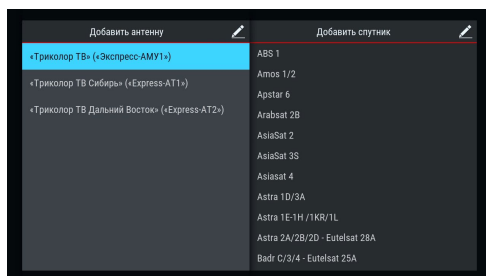 Добавить антенну
«Триколор ТВ» («Экспресс-АМУ1»)
«Триколор ТВ Сибирь» («Express-AT1»)
«Триколор ТВ Дальний Восток» («Express-AT2»)
Добавить спутник
ABS 1
Amos 1/2
Apstar 6
Arabsat 2B
AsiaSat 2
AsiaSat 3S
Asiasat 4
Astra 1D/3A
Astra 1E-1H /1KR/1L
Astra 2A/2B/2D - Eutelsat 28A
Badr C/3/4 - Eutelsat 25A